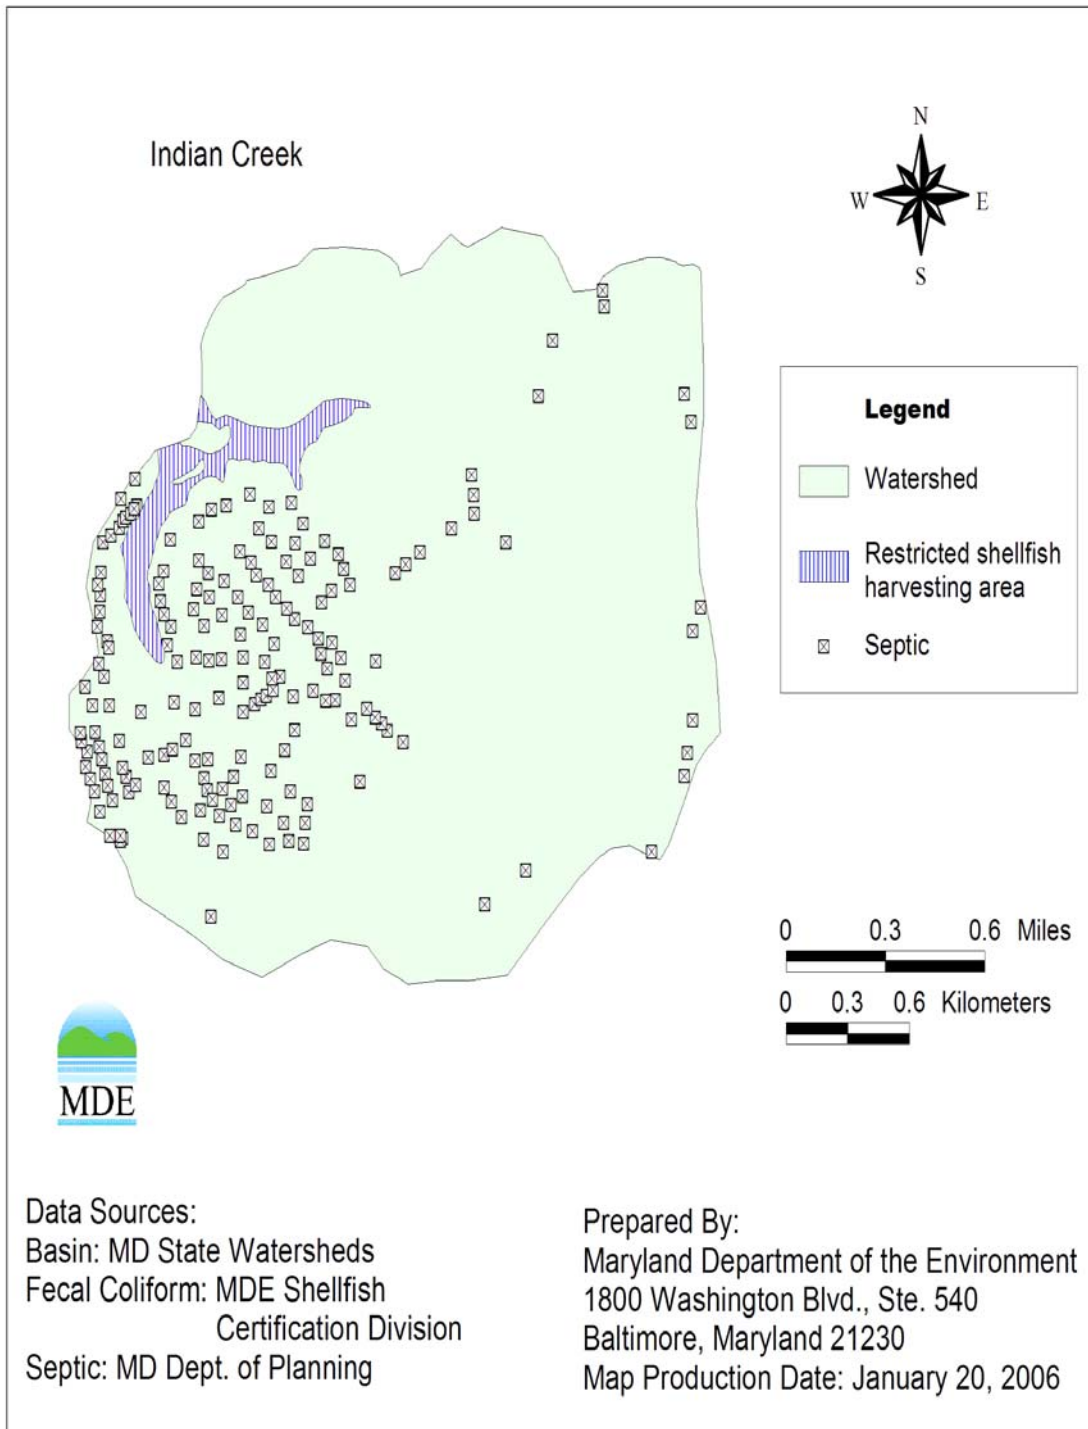 Indian Creek
N
W E
S
Legend
Watershed
Restricted shellfish
harvesting area
Septic
0 0.3 0.6 Miles
0 0.3 0.6 Kilometers
MDE
Data Sources:
Basin: MD State Watersheds
Fecal Coliform: MDE Shellfish
Certification Division
Septic: MD Dept. of Planning
Prepared By:
Maryland Department of the Environment
1800 Washington Blvd., Ste. 540
Baltimore, Maryland 21230
Map Production Date: January 20, 2006